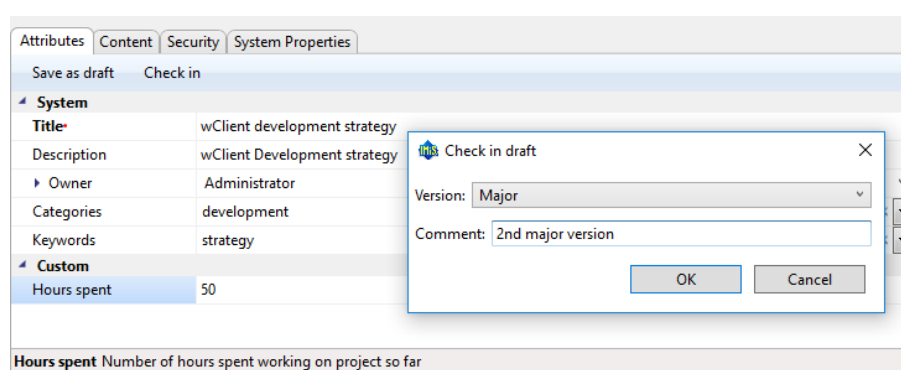 Attributes Content Security System Properties
Save as draft Check in
System
Title• wClient development strategy
Description wClient Development strategy
Owner Administrator
Categories development
Keywords strategy
Custom
Hours spent 50
Hours spent Number of hours spent working on project so far
IMiS Check in draft
Version: Major
Comment: 2nd major version
OK Cancel